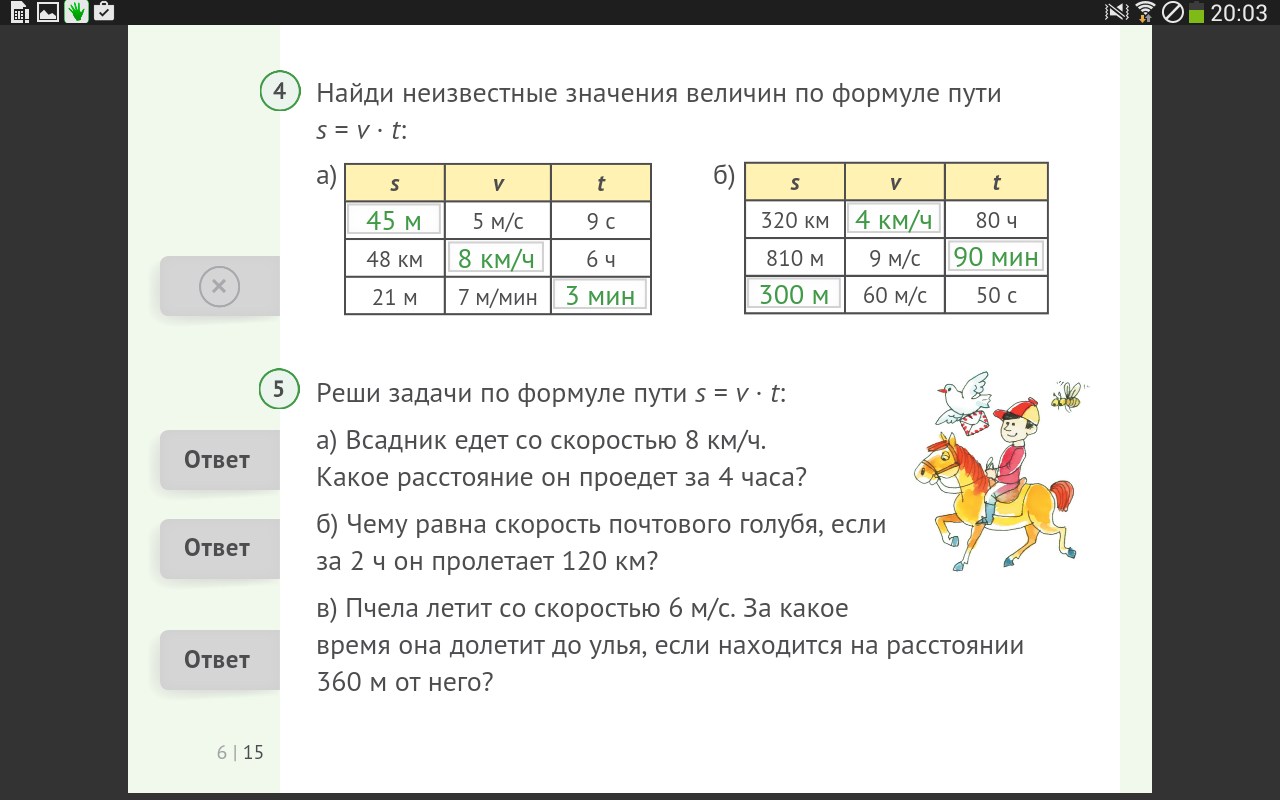 20:03
4
Найди неизвестные значения величин по формуле пути
s = v · t:
а)
s v t
45 м 5 м/с 9 с
48 км 8 км/ч 6 ч
21 м 7 м/мин 3 мин
б)
s v t
320 км 4 км/ч 80 ч
810 м 9 м/с 90 мин
300 м 60 м/с 50 с
5
Реши задачи по формуле пути s = v · t:
Ответ
а) Всадник едет со скоростью 8 км/ч.
Какое расстояние он проедет за 4 часа?
Ответ
б) Чему равна скорость почтового голубя, если
за 2 ч он пролетает 120 км?
Ответ
в) Пчела летит со скоростью 6 м/с. За какое
время она долетит до улья, если находится на расстоянии
360 м от него?
6 | 15